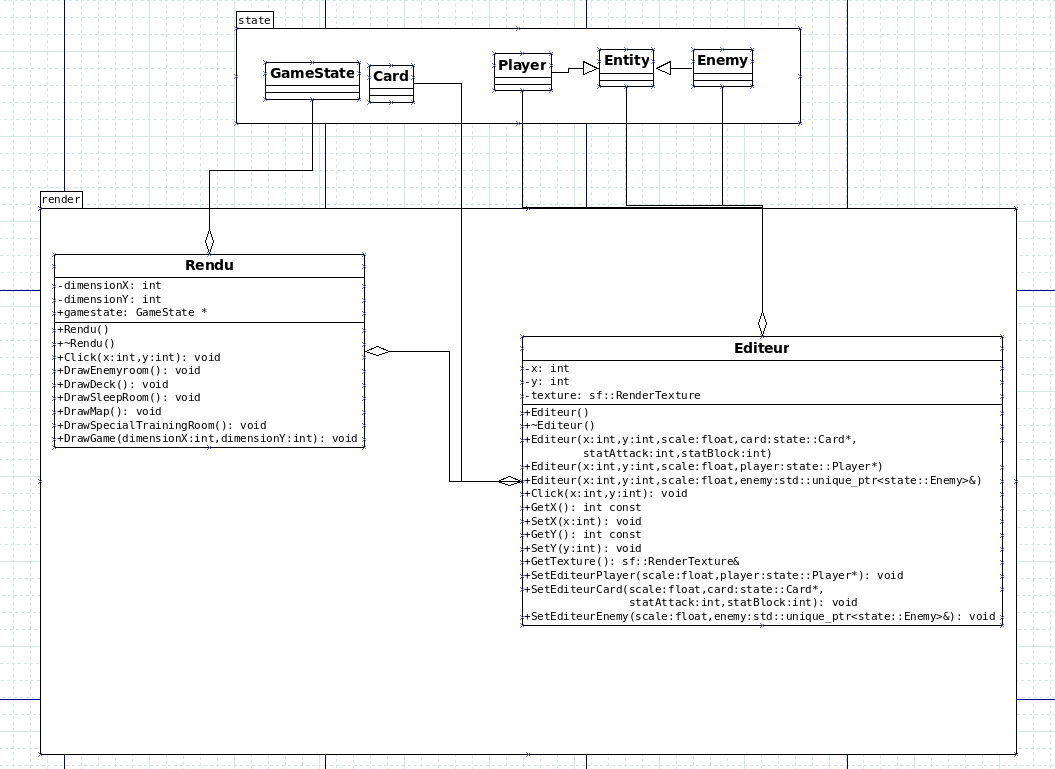 state
GameState
Card
Player
Entity
Enemy
render
Rendu
-dimensionX: int
-dimensionY: int
+gamestate: GameState *
+Rendu()
+~Rendu()
+Click(x:int,y:int): void
+DrawEnemyroom(): void
+DrawDeck(): void
+DrawSleepRoom(): void
+DrawMap(): void
+DrawSpecialTrainingRoom(): void
+DrawGame(dimensionX:int,dimensionY:int): void
Editeur
-x: int
-y: int
-texture: sf::RenderTexture
+Editeur()
+~Editeur()
+Editeur(x:int,y:int,scale:float,card:state::Card*,
statAttack:int,statBlock:int)
+Editeur(x:int,y:int,scale:float,player:state::Player*)
+Editeur(x:int,y:int,scale:float,enemy:std::unique_ptr<state::Enemy>&)
+Click(x:int,y:int): void
+GetX(): int const
+SetX(x:int): void
+GetY(): int const
+SetY(y:int): void
+GetTexture(): sf::RenderTexture&
+SetEditeurPlayer(scale:float,player:state::Player*): void
+SetEditeurCard(scale:float,card:state::Card*,
statAttack:int,statBlock:int): void
+SetEditeurEnemy(scale:float,enemy:std::unique_ptr<state::Enemy>&): void